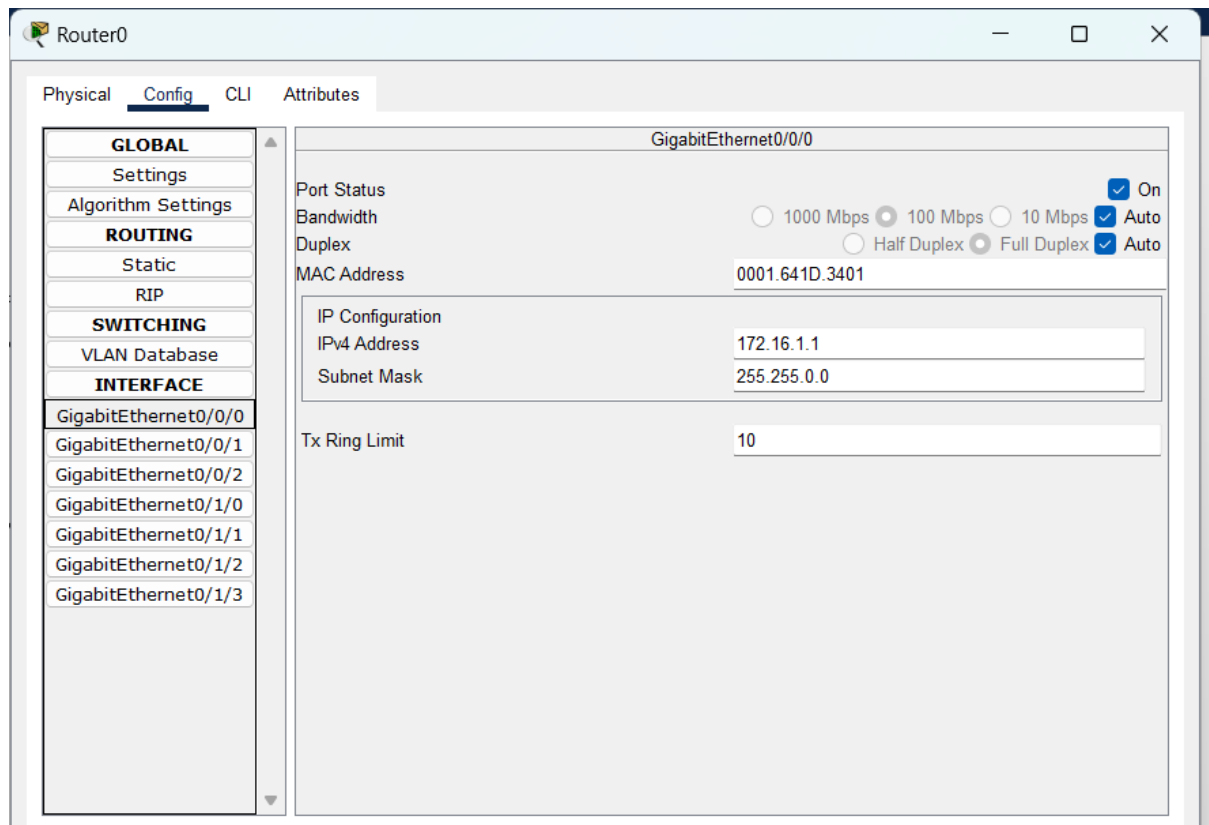 Router0
Physical Config CLI Attributes
GLOBAL
Settings
Algorithm Settings
ROUTING
Static
RIP
SWITCHING
VLAN Database
INTERFACE
GigabitEthernet0/0/0
GigabitEthernet0/0/1
GigabitEthernet0/0/2
GigabitEthernet0/1/0
GigabitEthernet0/1/1
GigabitEthernet0/1/2
GigabitEthernet0/1/3
GigabitEthernet0/0/0
Port Status On
Bandwidth 1000 Mbps 100 Mbps 10 Mbps Auto
Duplex Half Duplex Full Duplex Auto
MAC Address 0001.641D.3401
IP Configuration
IPv4 Address 172.16.1.1
Subnet Mask 255.255.0.0
Tx Ring Limit 10